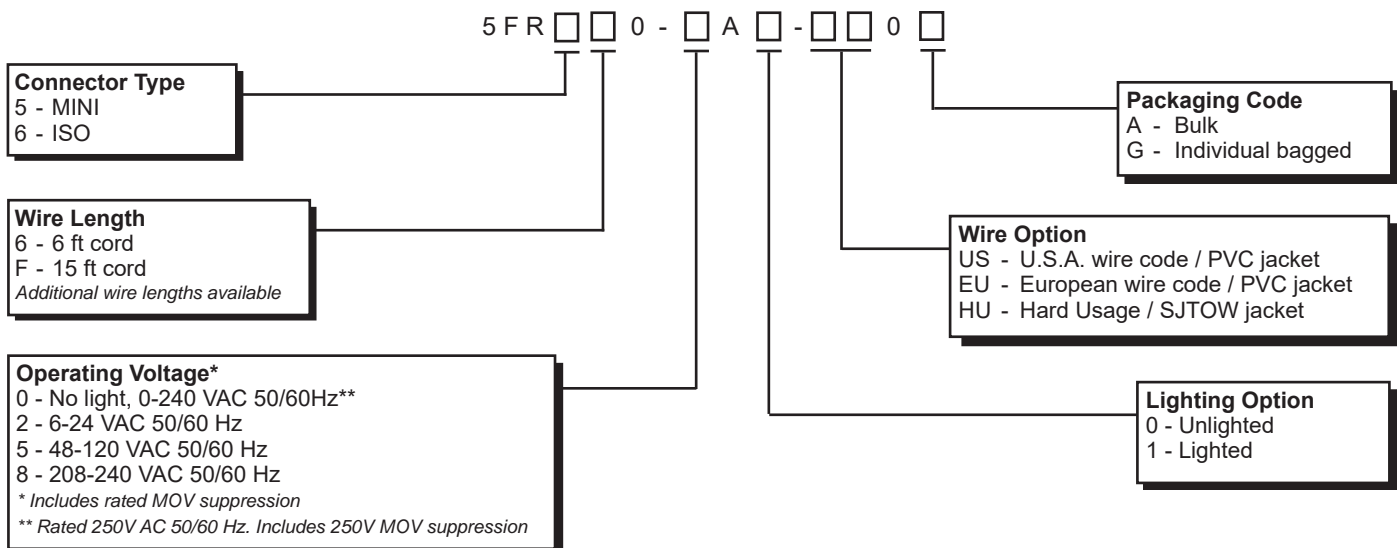 5 F R □ □ 0 - □ A □ - □ □ 0 □
Connector Type
5 - MINI
6 - ISO
Wire Length
6 - 6 ft cord
F - 15 ft cord
Additional wire lengths available
Operating Voltage*
0 - No light, 0-240 VAC 50/60Hz**
2 - 6-24 VAC 50/60 Hz
5 - 48-120 VAC 50/60 Hz
8 - 208-240 VAC 50/60 Hz
* Includes rated MOV suppression
** Rated 250V AC 50/60 Hz. Includes 250V MOV suppression
Packaging Code
A - Bulk
G - Individual bagged
Wire Option
US - U.S.A. wire code / PVC jacket
EU - European wire code / PVC jacket
HU - Hard Usage / SJTOW jacket
Lighting Option
0 - Unlighted
1 - Lighted